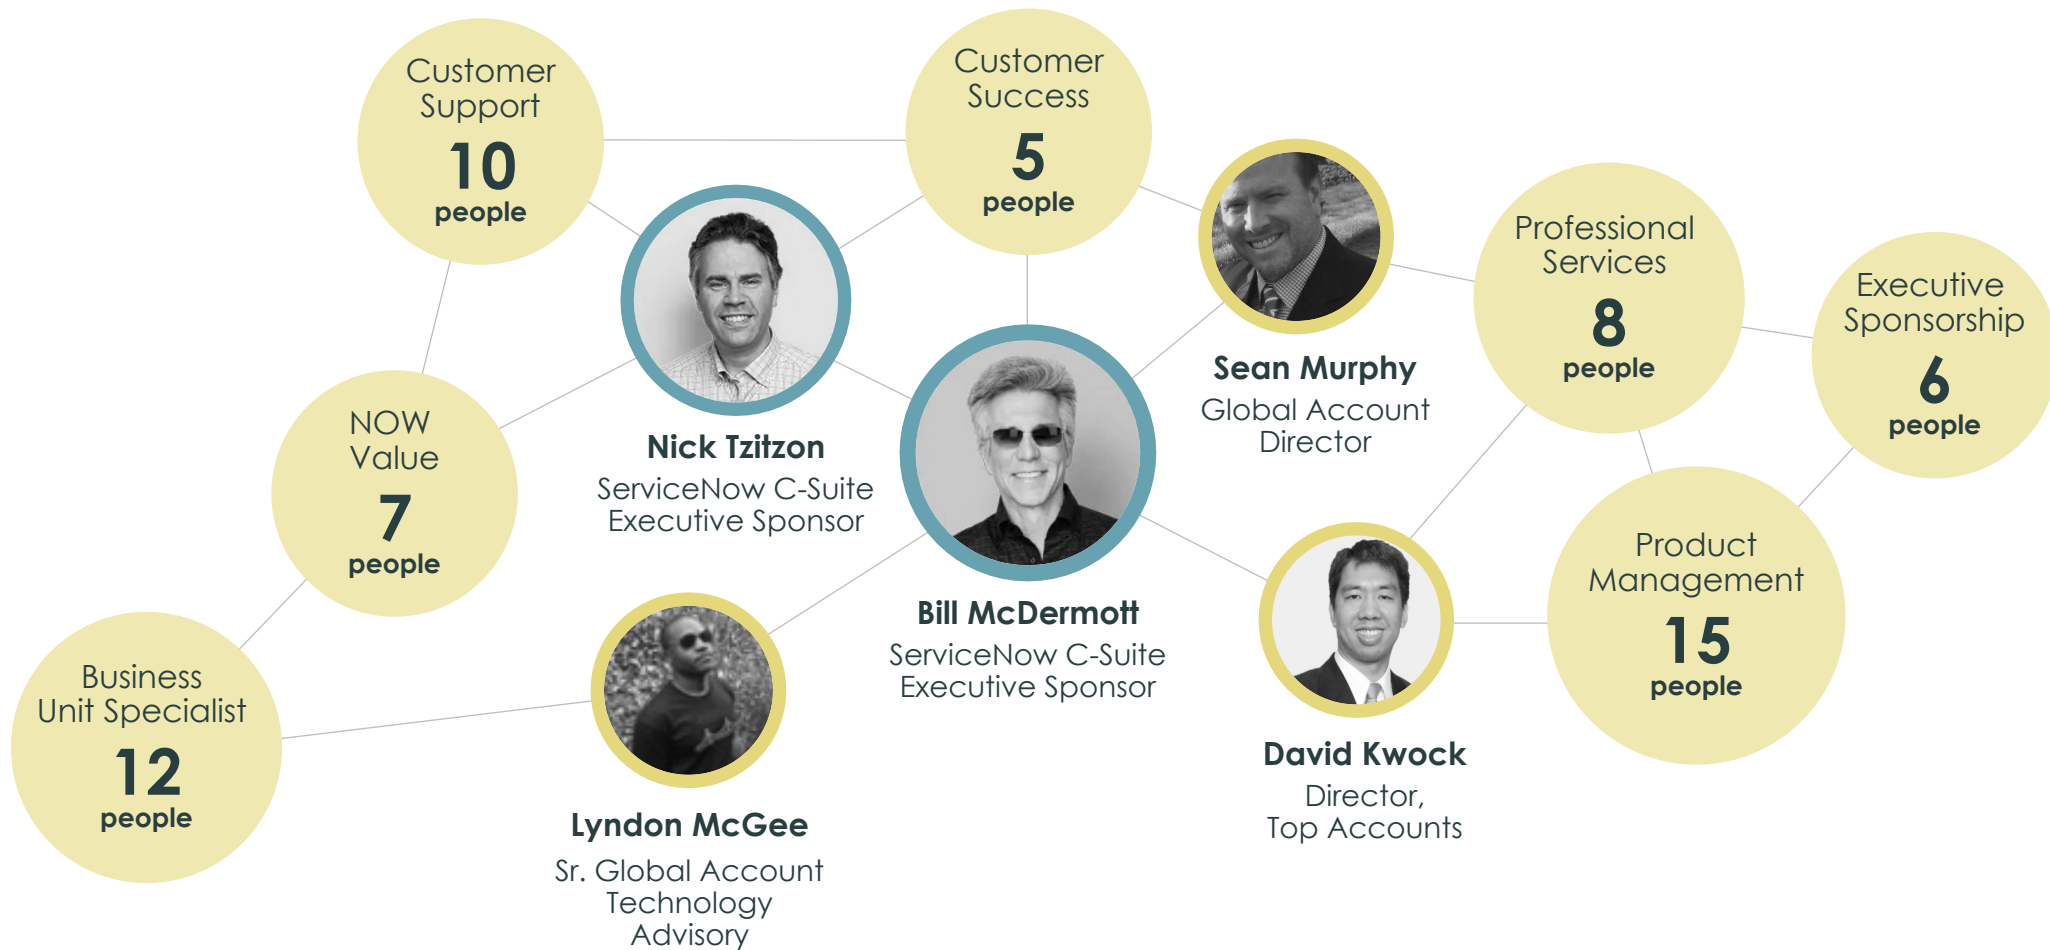 Customer
Support
10
people
Customer
Success
5
people
Professional
Services
8
people
Executive
Sponsorship
6
people
NOW
Value
7
people
Nick Tzitzon
ServiceNow C-Suite
Executive Sponsor
Sean Murphy
Global Account
Director
Bill McDermott
ServiceNow C-Suite
Executive Sponsor
Product
Management
15
people
Business
Unit Specialist
12
people
Lyndon McGee
Sr. Global Account
Technology
Advisory
David Kwock
Director,
Top Accounts